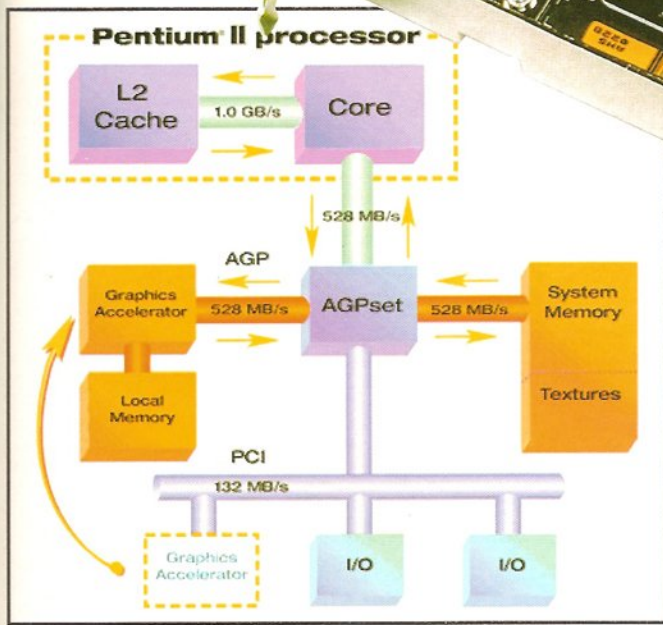 Pentium® II processor
L2
Cache
1.0 GB/s
Core
528 MB/s
AGP
Graphics
Accelerator
528 MB/s
AGPset
528 MB/s
System
Memory
Local
Memory
Textures
PCI
132 MB/s
Graphics
Accelerator
I/O
I/O